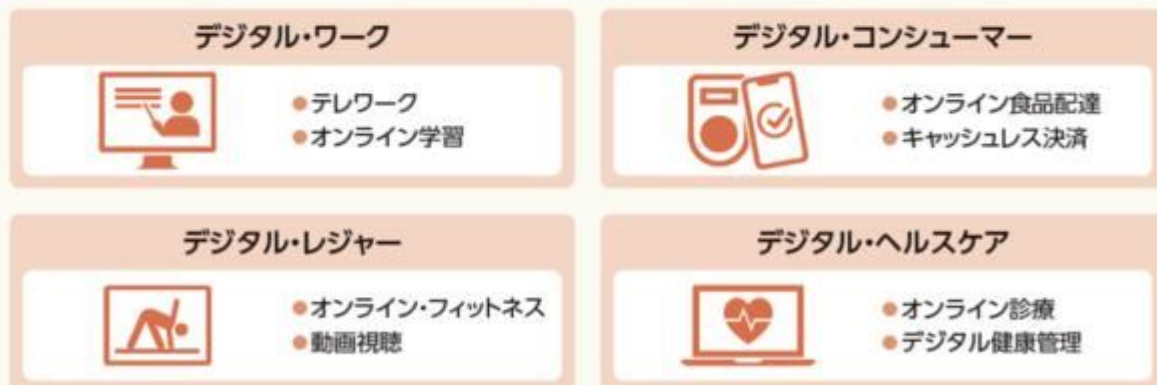 デジタル・ワーク
●テレワーク
●オンライン学習
デジタル・コンシューマー
●オンライン食品配達
●キャッシュレス決済
デジタル・レジャー
●オンライン・フィットネス
●動画視聴
デジタル・ヘルスケア
●オンライン診療
●デジタル健康管理